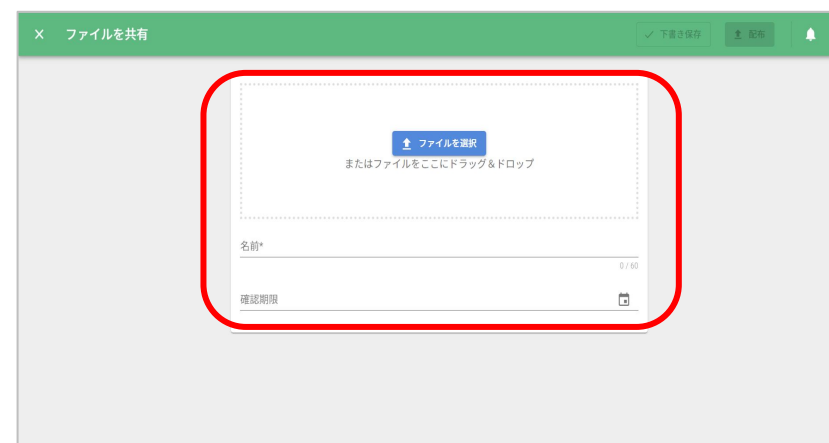 × ファイルを共有
✓ 下書き保存
配布
ファイルを選択
またはファイルをここにドラッグ&ドロップ
名前*
0 / 60
確認期限